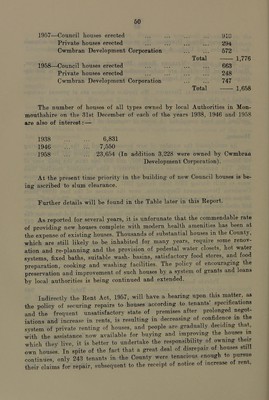 50
1957—Council houses erected ... ... ... 910
Private houses erected ... ... ... 294
Cwmbran Development Corporation ... ... 572
Total —— 1,776
1958—Council houses erected ... ... ... 663
Private houses erected ... ... ... 248
Cwmbran Development Corporation ... ... 747
Total —— 1,658
The number of houses of all types owned by local Authorities in Mon-
mouthshire on the 31st December of each of the years 1938, 1946 and 1958
are also of interest:—
1938 6,831
1946 7,550
1958 23,654 (In addition 3,228 were owned by Cwmbran
Development Corporation).
At the present time priority in the building of new Council houses is be-
ing ascribed to slum clearance.
Further details will be found in the Table later in this Report.
As reported for several years, it is unfortunate that the commendable rate
of providing new houses complete with modern health amenities has been at
the expense of existing houses. Thousands of substantial houses in the County,
which are still likely to be inhabited for many years, require some renov-
ation and re-planning and the provision of pedestal water closets, hot water
systems, fixed baths, suitable wash-basins, satisfactory food stores, and food
preparation, cooking and washing facilities. The policy of encouraging the
preservation and improvement of such houses by a system of grants and loans
by local authorities is being continued and extended.
Indirectly the Rent Act, 1957, will have a bearing upon this matter, as
the policy of securing repairs to houses according to tenants' specifications
and the frequent unsatisfactory state of premises after prolonged negot-
iations and increase in rents, is resulting in decreasing of confidence in the
system of private renting of houses, and people are gradually deciding that,
with the assistance now available for buying and improving the houses in
which they live, it is better to undertake the responsibility of owning their
own houses. In spite of the fact that a great deal of disrepair of houses still
continues, only 243 tenants in the County were tenacious enough to pursue
their claims for repair, subsequent to the receipt of notice of increase of rent,